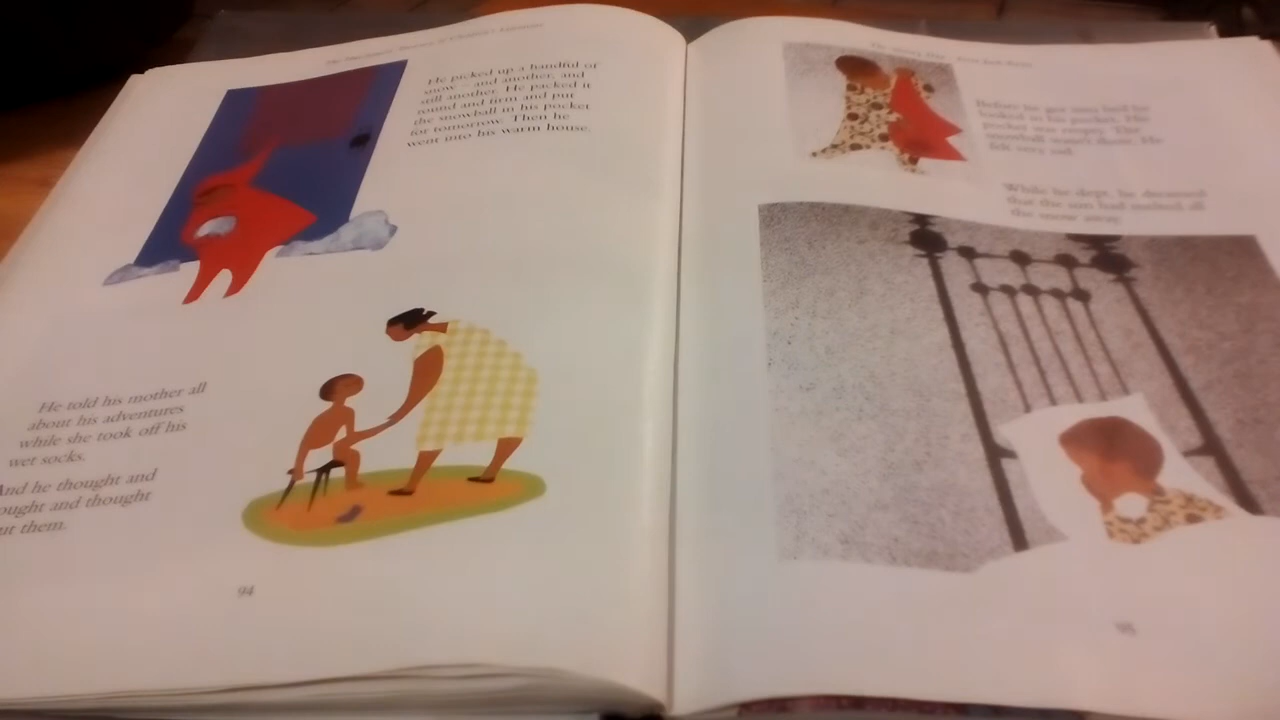 He picked up a handful of
snow – and another, and
still another. He packed it
round and firm and put
the snowball in his pocket
for tomorrow. Then he
went into his warm house.
He told his mother all
about his adventures
while she took off his
wet socks.
And he thought and
ought and thought
ut them.
94
Before he got into bed he
looked in his pocket. His
pocket was empty. The
snowball wasn't there. He
felt very sad.
While he slept, he dreamed
that the sun had melted all
the snow away.